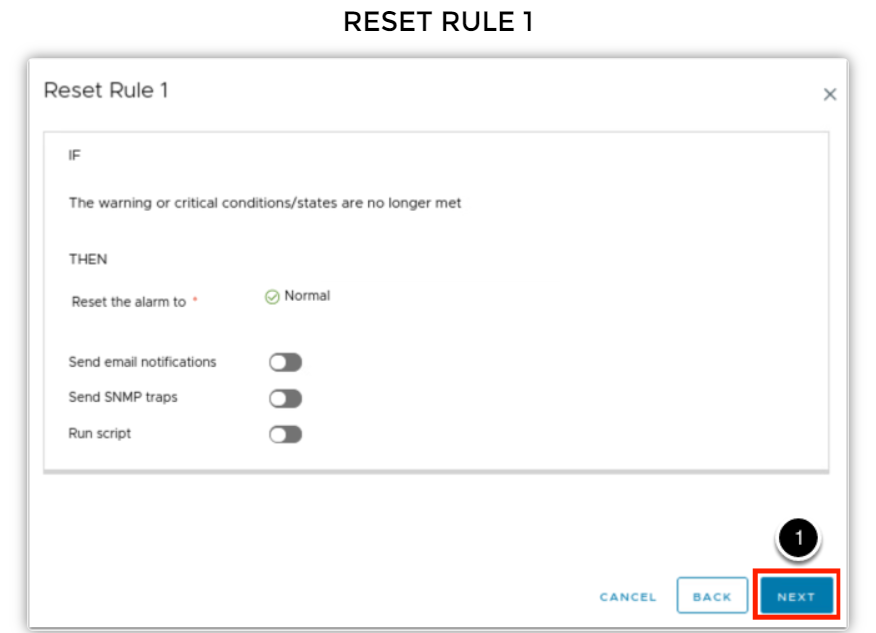 RESET RULE 1
Reset Rule 1
IF
The warning or critical conditions/states are no longer met
THEN
Reset the alarm to * Normal
Send email notifications
Send SNMP traps
Run script
1
CANCEL BACK NEXT